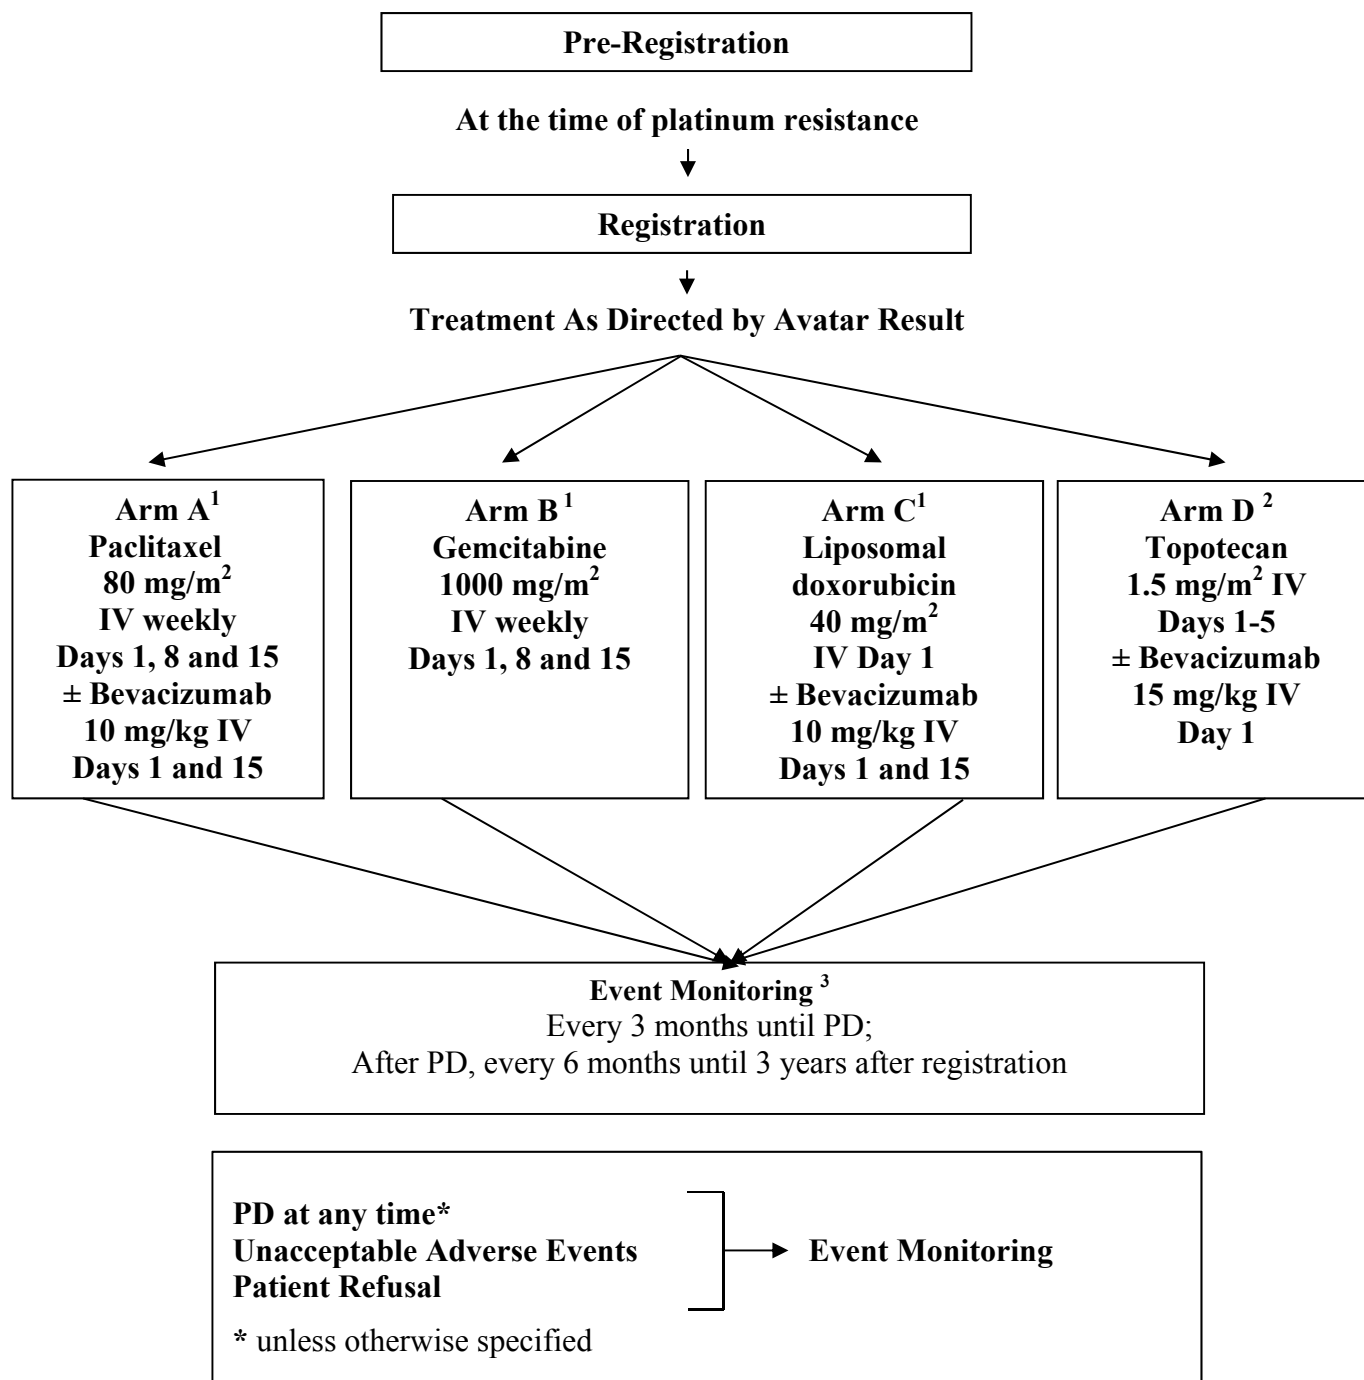 Pre-Registration
At the time of platinum resistance
Registration
Treatment As Directed by Avatar Result
Arm A1
Paclitaxel
80 mg/m2
IV weekly
Days 1, 8 and 15
± Bevacizumab
10 mg/kg IV
Days 1 and 15
Arm B 1
Gemcitabine
1000 mg/m2
IV weekly
Days 1, 8 and 15
Arm C1
Liposomal
doxorubicin
40 mg/m2
IV Day 1
± Bevacizumab
10 mg/kg IV
Days 1 and 15
Arm D 2
Topotecan
1.5 mg/m2 IV
Days 1-5
± Bevacizumab
15 mg/kg IV
Day 1
Event Monitoring 3
Every 3 months until PD;
After PD, every 6 months until 3 years after registration
PD at any time*
Unacceptable Adverse Events
Patient Refusal
Event Monitoring
* unless otherwise specified